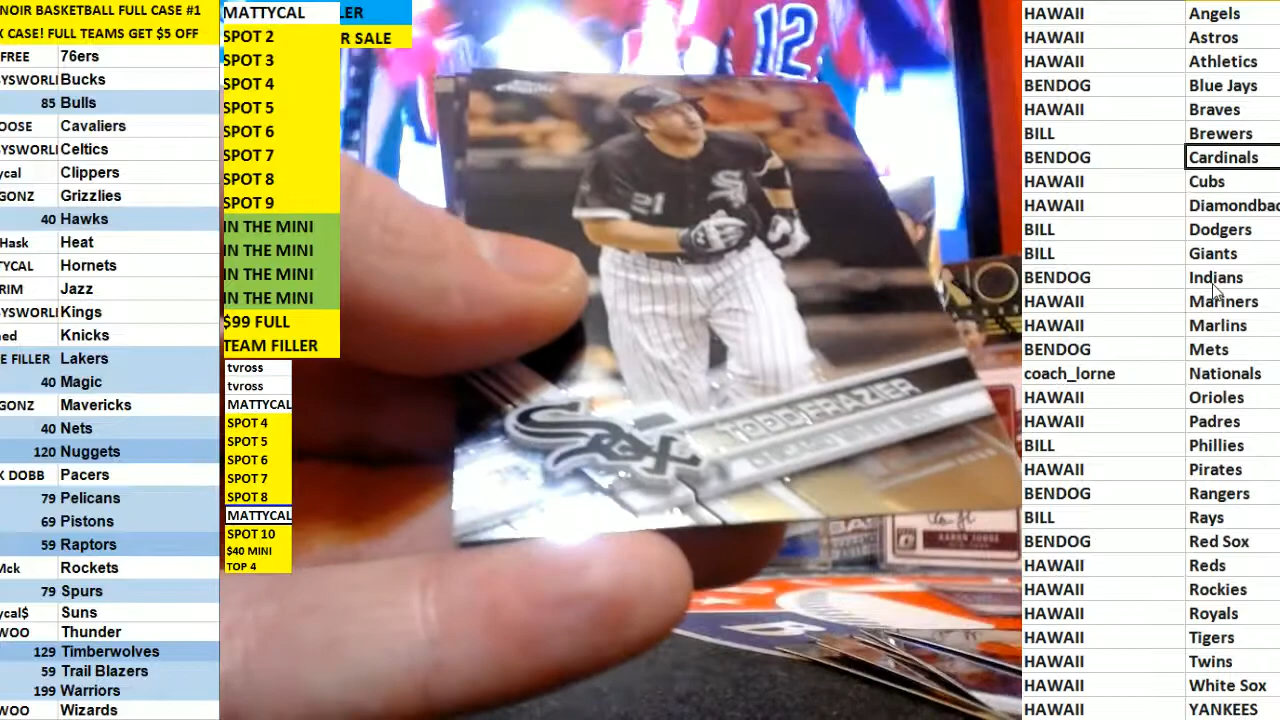 NOIR BASKETBALL FULL CASE #1
X CASE! FULL TEAMS GET $5 OFF
FREE 76ers
YSWORLI Bucks
85 Bulls
OOSE Cavaliers
YSWORLI Celtics
ycal Clippers
GONZ Grizzlies
40 Hawks
Hask Heat
TYCAL Hornets
RIM Jazz
YSWORLI Kings
ned Knicks
E FILLER Lakers
40 Magic
GONZ Mavericks
40 Nets
120 Nuggets
K DOBB Pacers
79 Pelicans
69 Pistons
59 Raptors
Mck Rockets
79 Spurs
ycal$ Suns
WOO Thunder
129 Timberwolves
59 Trail Blazers
199 Warriors
WOO Wizards
MATTYCAL LER
SPOT 2 R SALE
SPOT 3
SPOT 4
SPOT 5
SPOT 6
SPOT 7
SPOT 8
SPOT 9
IN THE MINI
IN THE MINI
IN THE MINI
IN THE MINI
$99 FULL
TEAM FILLER
tvross
tvross
MATTYCAL
SPOT 4
SPOT 5
SPOT 6
SPOT 7
SPOT 8
MATTYCAL
SPOT 10
$40 MINI
TOP 4
12
21
Sox
TODD FRAZIER
AARON JUDGE
HAWAII Angels
HAWAII Astros
HAWAII Athletics
BENDOG Blue Jays
HAWAII Braves
BILL Brewers
BENDOG Cardinals
HAWAII Cubs
HAWAII Diamondbac
BILL Dodgers
BILL Giants
BENDOG Indians
HAWAII Mariners
HAWAII Marlins
BENDOG Mets
coach_lorne Nationals
HAWAII Orioles
HAWAII Padres
BILL Phillies
HAWAII Pirates
BENDOG Rangers
BILL Rays
BENDOG Red Sox
HAWAII Reds
HAWAII Rockies
HAWAII Royals
HAWAII Tigers
HAWAII Twins
HAWAII White Sox
HAWAII YANKEES